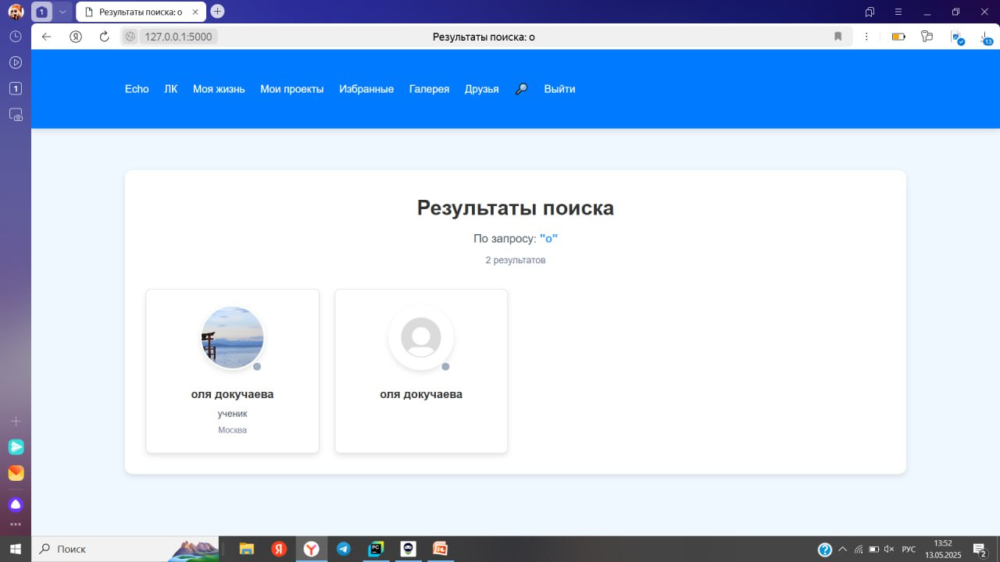 1
Результаты поиска: о
127.0.0.1:5000
Результаты поиска: о
13
1
Echo ЛК Моя жизнь Мои проекты Избранные Галерея Друзья Выйти
Результаты поиска
По запросу: "о"
2 результатов
оля докучаева
ученик
Москва
оля докучаева
Поиск
Я
PC
РУС
13:52
13.05.2025
2